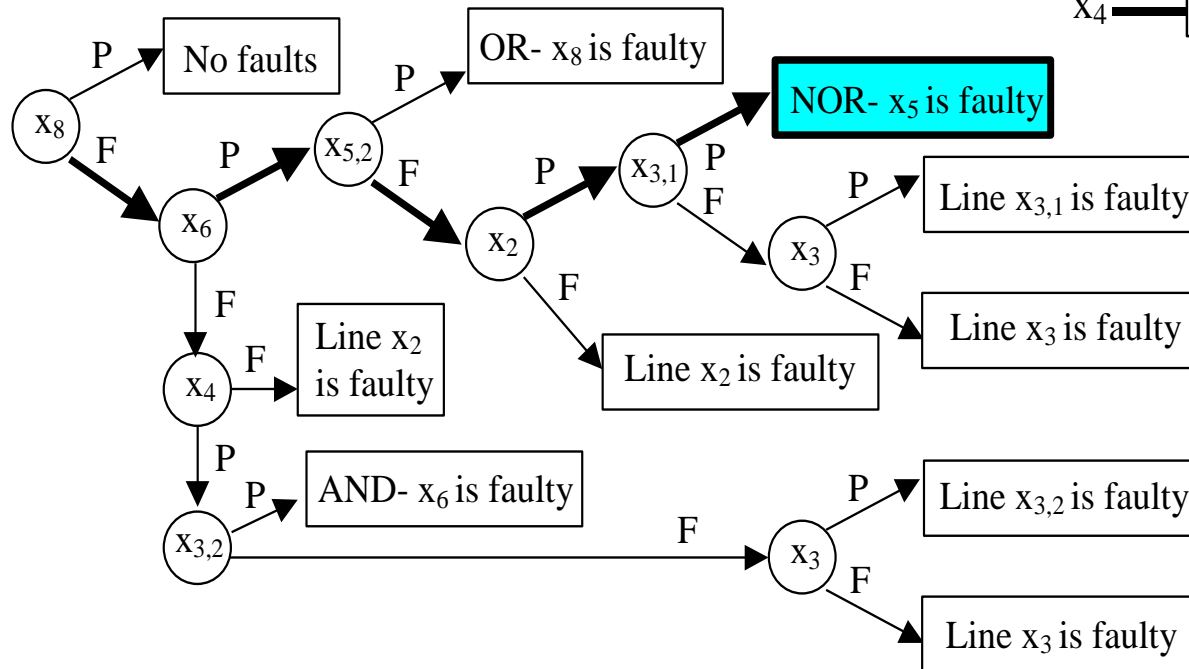 x4
P
No faults
P
OR- x8 is faulty
NOR- x5 is faulty
x8
F
P
x5,2
F
P
x3,1
P
F
P
Line x3,1 is faulty
x6
x2
x3
F
F
F
Line x3 is faulty
x4
F
Line x2
is faulty
Line x2 is faulty
P
P
AND- x6 is faulty
P
Line x3,2 is faulty
x3,2
F
x3
F
Line x3 is faulty